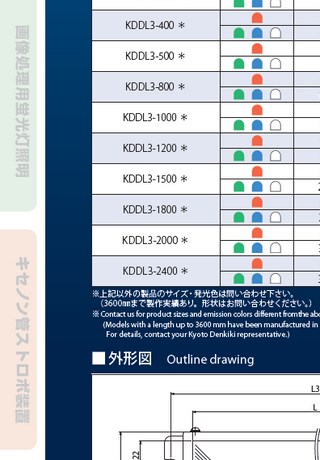 画像処理用蛍光灯照明
キセノン管ストロボ装置
KDDL3-400 ＊
KDDL3-500 ＊
KDDL3-800 ＊
KDDL3-1000 ＊
KDDL3-1200 ＊
KDDL3-1500 ＊
KDDL3-1800 ＊
KDDL3-2000 ＊
KDDL3-2400 ＊
※上記以外の製品のサイズ・発光色は問い合わせ下さい。
（3600mmまで製作実績あり。形状はお問い合わせください。）
※ Contact us for product sizes and emission colors different from the abo
(Models with a length up to 3600 mm have been manufactured in
For details, contact your Kyoto Denkiki representative.)
■ 外形図 Outline drawing
L3
L
22